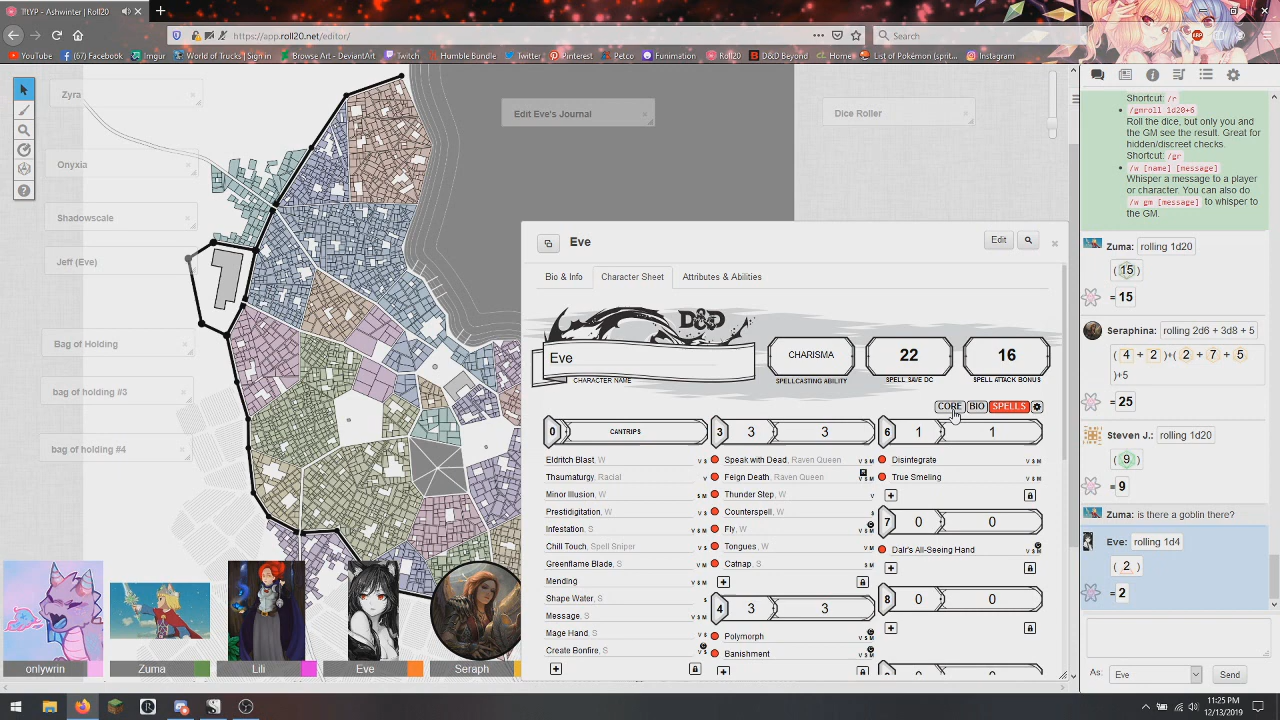 TftYP - Ashwinter | Roll20
https://app.roll20.net/editor/
Search
YouTube
(67) Facebook
Imgur
World of Tanks | Sign in
Browse Art - DeviantArt
Twitch
Humble Bundle
Twitter
Pinterest
Petco
Funimation
Roll20
D&D Beyond
Home
List of Pokémon (sprit...
Instagram
Zyra
Onyxia
Shadowscale
Jeff (Eve)
Bag of Holding
bag of holding #3
bag of holding #4
Edit Eve's Journal
Dice Roller
Eve
Edit
Bio & Info
Character Sheet
Attributes & Abilities
D&D
Eve
CHARACTER NAME
CHARISMA
SPELLCASTING ABILITY
22
SPELL SAVE DC
16
SPELL ATTACK BONUS
CORE
BIO
SPELLS
0
CANTRIPS
Eldritch Blast, W
V S
Thaumaturgy, Racial
V
Minor Illusion, W
S M
Prestidigitation, W
V S
Infestation, S
V S M
Chill Touch, Spell Sniper
V S
Greenflame Blade, S
V M
Mending
V S M
Shape Water, S
S
Message, S
V S M
Mage Hand, S
V S
Create Bonfire, S
V S
3 3 3
Speak with Dead, Raven Queen
V S M
Feign Death, Raven Queen
V S M
Thunder Step, W
V
Counterspell, W
S
Fly, W
V S M
Tongues, W
V M
Catnap, S
S M
4 3 3
Polymorph
V S M
Banishment
V S M
6 1 1
Disintegrate
V S M
True Smeling
V S M
7 0 0
Dair's All-Seeing Hand
V S M
8 0 0
onlywrin
Zuma
Lili
Eve
Seraph
Shortcut: /r
/gmroll 1d20+6
Roll the dice, but only you and
the GM see the result. Great for
hidden/discreet checks.
Shortcut: /gr
/w [name] [message]
Whisper a message to a player
or character. You can also do
/w gm [message] to whisper to
the GM.
Zuma: rolling 1d20
(15)
= 15
Seraphina: rolling 2d6 + 3d8 + 5
(4 + 2)+(2 + 7 + 5
)+5
= 25
Steven J.: rolling 1d20
(9)
= 9
Zuma: is there a goblin there?
Eve: rolling 1d4
(2)
= 2
As:
Eve
Send
11:25 PM
12/13/2019